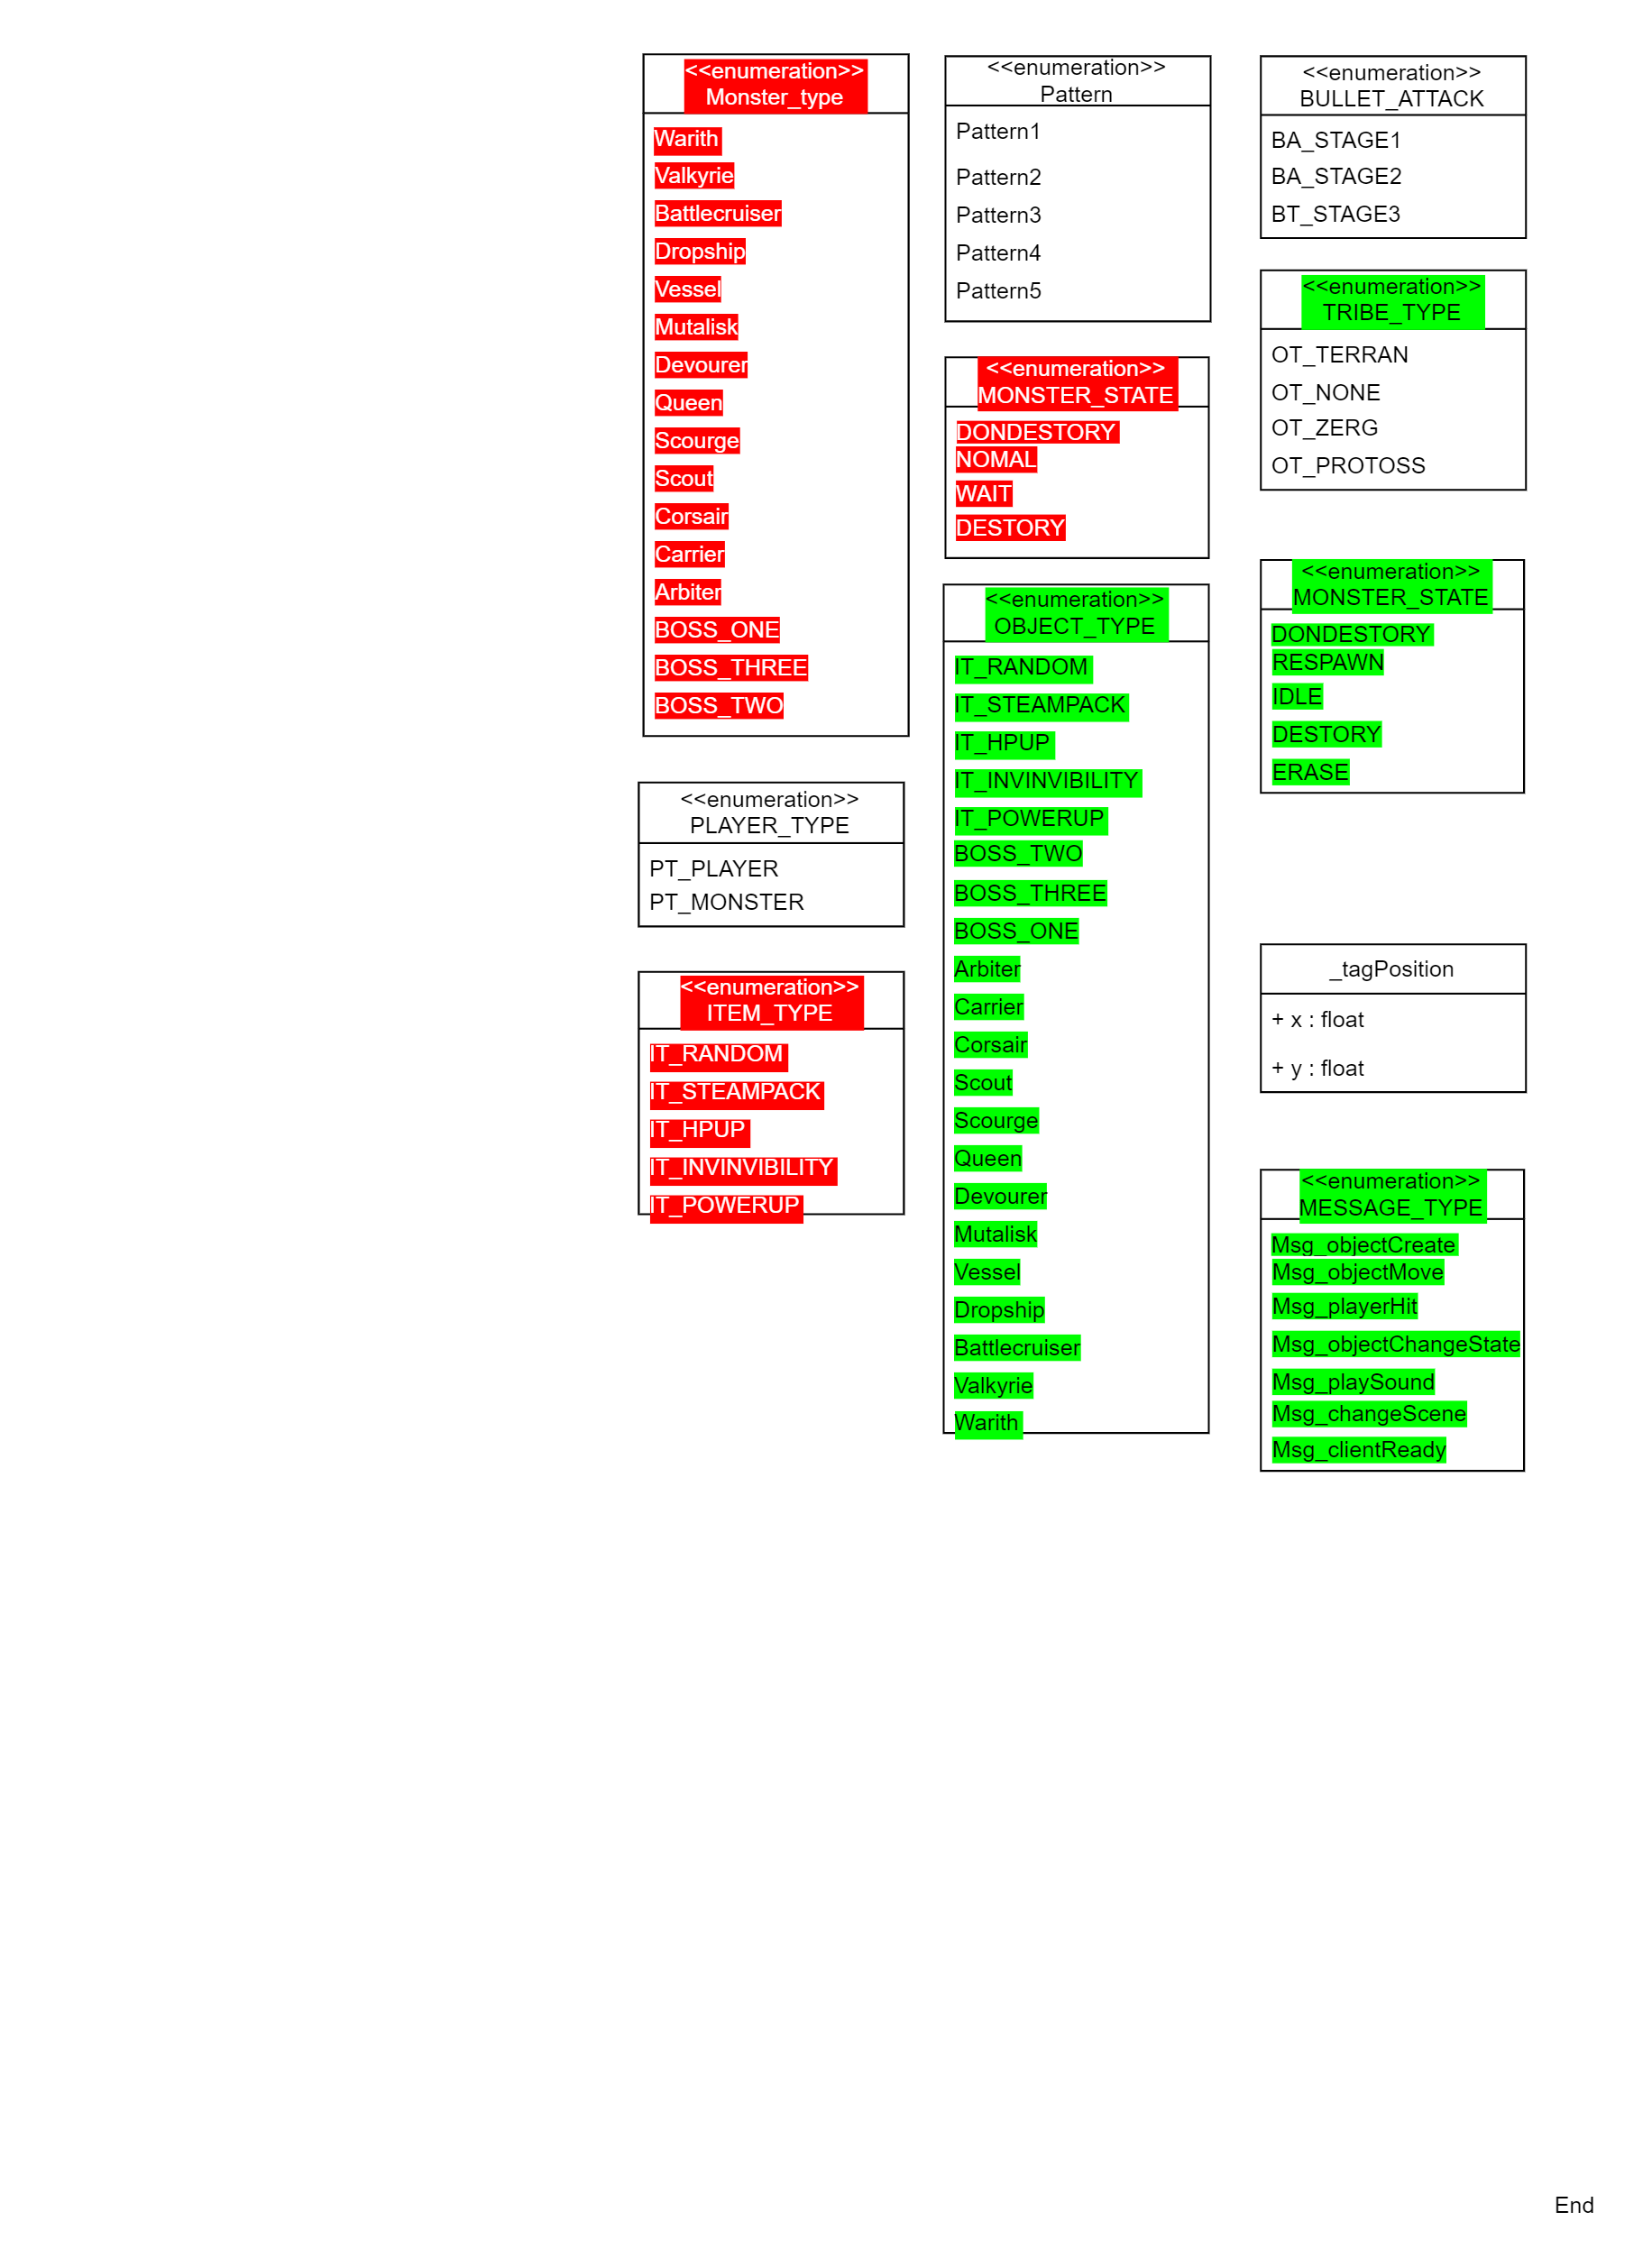 <<enumeration>>
Monster_type
Warith
Valkyrie
Battlecruiser
Dropship
Vessel
Mutalisk
Devourer
Queen
Scourge
Scout
Corsair
Carrier
Arbiter
BOSS_ONE
BOSS_THREE
BOSS_TWO
<<enumeration>>
PLAYER_TYPE
PT_PLAYER
PT_MONSTER
<<enumeration>>
ITEM_TYPE
IT_RANDOM
IT_STEAMPACK
IT_HPUP
IT_INVINVIBILITY
IT_POWERUP
<<enumeration>>
Pattern
Pattern1
Pattern2
Pattern3
Pattern4
Pattern5
<<enumeration>>
MONSTER_STATE
DONDESTORY
NOMAL
WAIT
DESTORY
<<enumeration>>
OBJECT_TYPE
IT_RANDOM
IT_STEAMPACK
IT_HPUP
IT_INVINVIBILITY
IT_POWERUP
BOSS_TWO
BOSS_THREE
BOSS_ONE
Arbiter
Carrier
Corsair
Scout
Scourge
Queen
Devourer
Mutalisk
Vessel
Dropship
Battlecruiser
Valkyrie
Warith
<<enumeration>>
BULLET_ATTACK
BA_STAGE1
BA_STAGE2
BT_STAGE3
<<enumeration>>
TRIBE_TYPE
OT_TERRAN
OT_NONE
OT_ZERG
OT_PROTOSS
<<enumeration>>
MONSTER_STATE
DONDESTORY
RESPAWN
IDLE
DESTORY
ERASE
_tagPosition
+ x : float
+ y : float
<<enumeration>>
MESSAGE_TYPE
Msg_objectCreate
Msg_objectMove
Msg_playerHit
Msg_objectChangeState
Msg_playSound
Msg_changeScene
Msg_clientReady
End